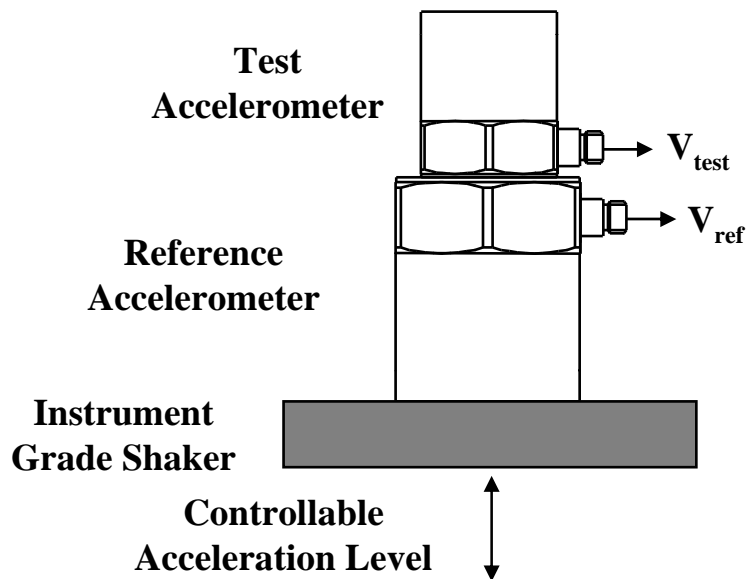 Test
Accelerometer
V_test
V_ref
Reference
Accelerometer
Instrument
Grade Shaker
Controllable
Acceleration Level